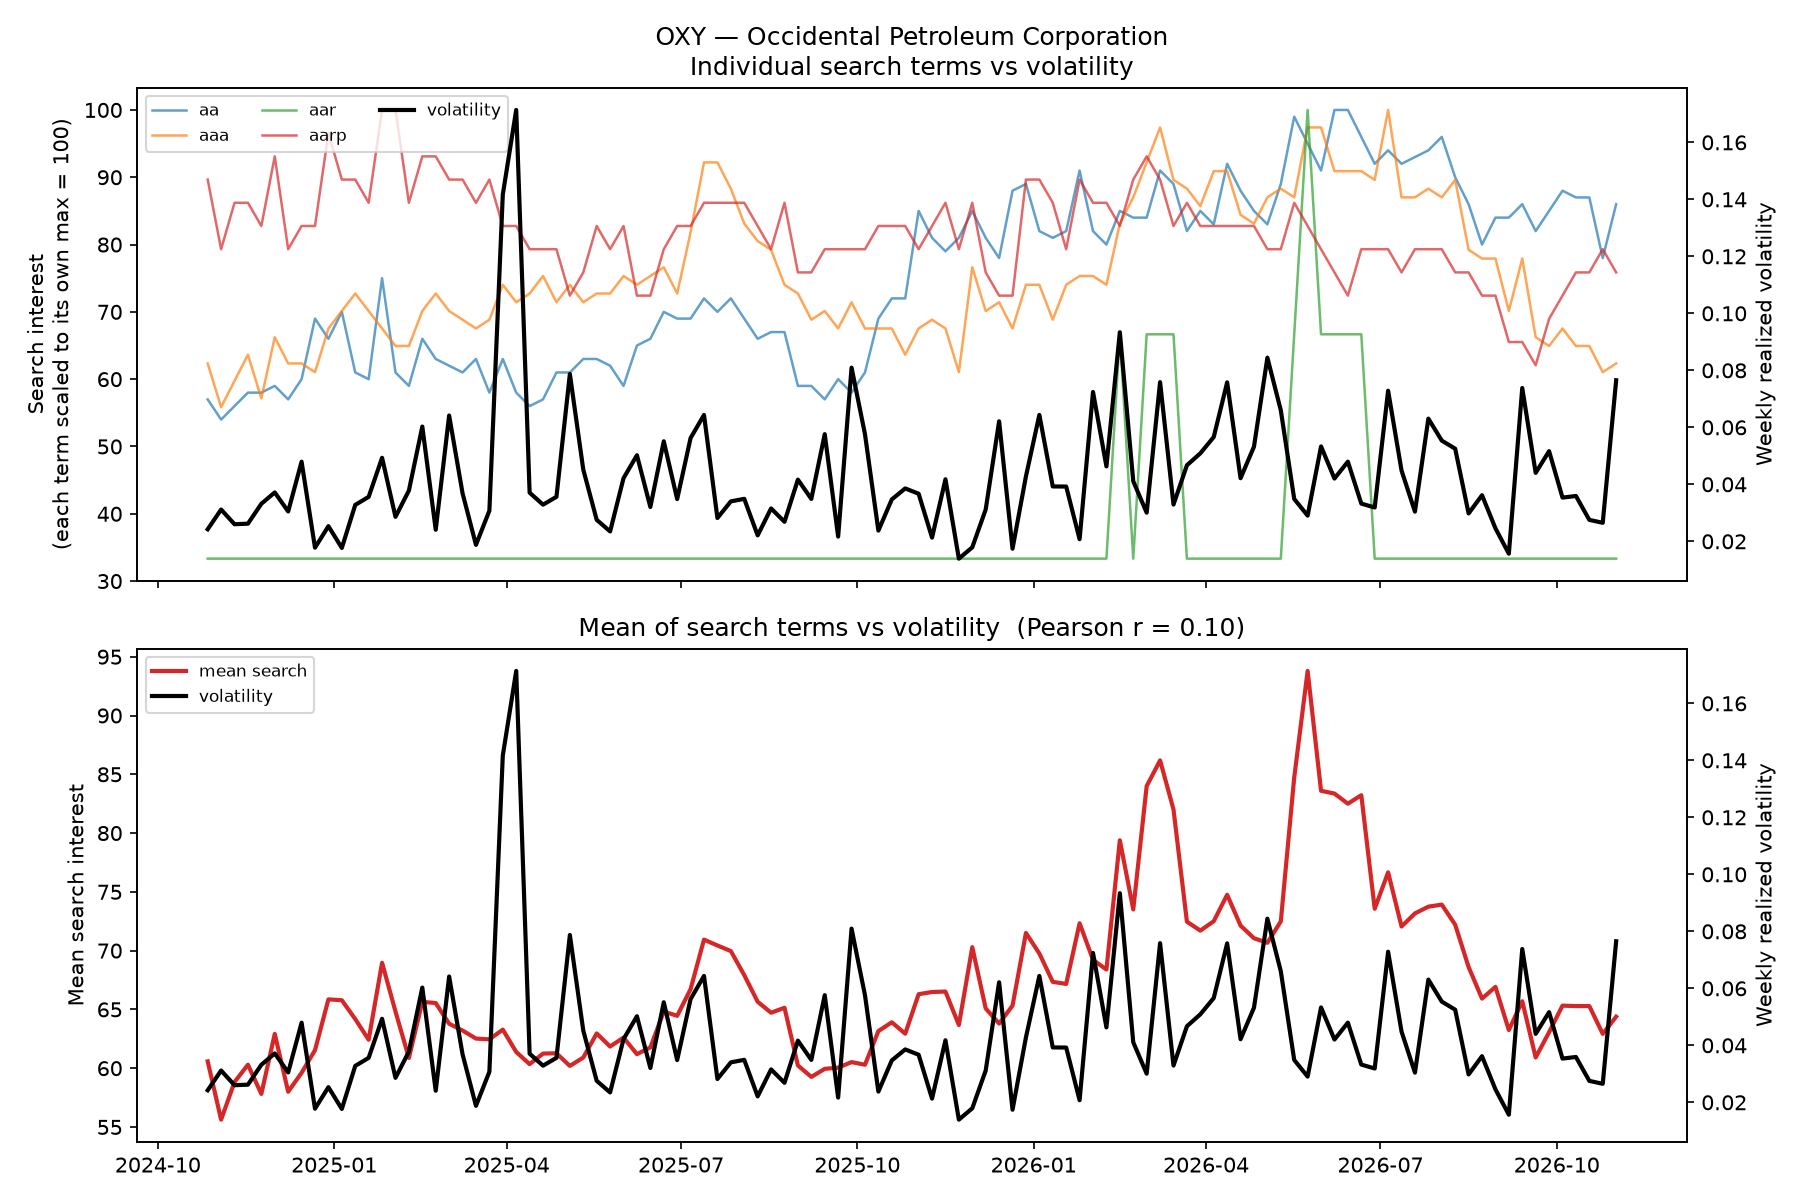 OXY — Occidental Petroleum Corporation
Individual search terms vs volatility
aa
aaa
aar
aarp
volatility
Search interest
(each term scaled to its own max = 100)
100
90
80
70
60
50
40
30
0.16
0.14
0.12
0.10
0.08
0.06
0.04
0.02
Weekly realized volatility
Mean of search terms vs volatility (Pearson r = 0.10)
mean search
volatility
Mean search interest
95
90
85
80
75
70
65
60
55
0.16
0.14
0.12
0.10
0.08
0.06
0.04
0.02
Weekly realized volatility
2024-10 2025-01 2025-04 2025-07 2025-10 2026-01 2026-04 2026-07 2026-10